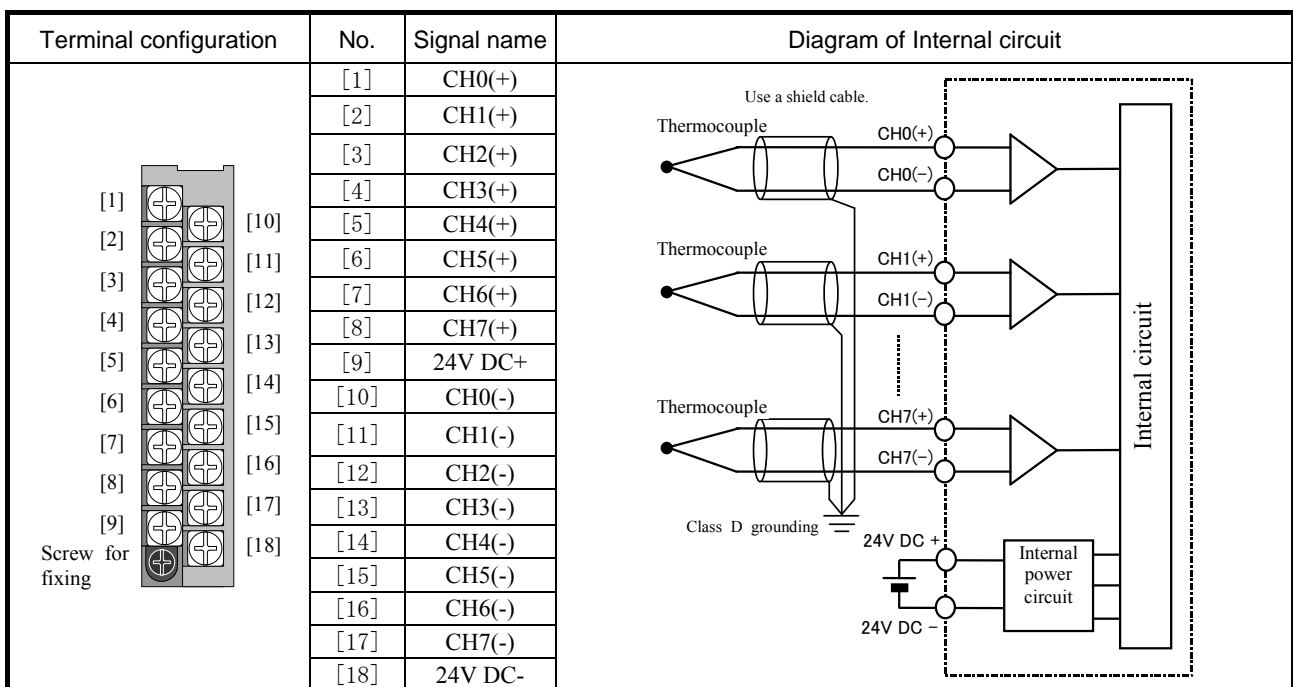 Terminal configuration
No.
Signal name
Diagram of Internal circuit
[1]
[2]
[3]
[4]
[5]
[6]
[7]
[8]
[9]
Screw for
fixing
[10]
[11]
[12]
[13]
[14]
[15]
[16]
[17]
[18]
[1] CH0(+)
[2] CH1(+)
[3] CH2(+)
[4] CH3(+)
[5] CH4(+)
[6] CH5(+)
[7] CH6(+)
[8] CH7(+)
[9] 24V DC+
[10] CH0(-)
[11] CH1(-)
[12] CH2(-)
[13] CH3(-)
[14] CH4(-)
[15] CH5(-)
[16] CH6(-)
[17] CH7(-)
[18] 24V DC-
Use a shield cable.
Thermocouple
CH0(+)
CH0(-)
Thermocouple
CH1(+)
CH1(-)
Thermocouple
CH7(+)
CH7(-)
Class D grounding
24V DC +
24V DC -
Internal
power
circuit
Internal circuit